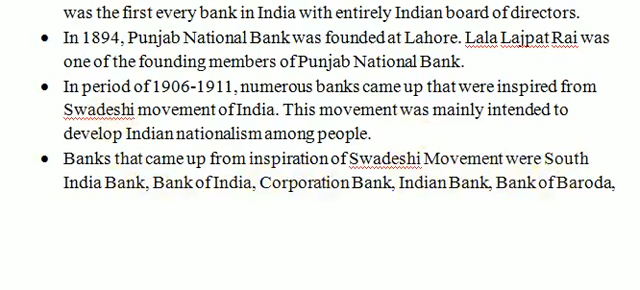 was the first every bank in India with entirely Indian board of directors.
• In 1894, Punjab National Bank was founded at Lahore. Lala Lajpat Rai was
one of the founding members of Punjab National Bank.
• In period of 1906-1911, numerous banks came up that were inspired from
Swadeshi movement of India. This movement was mainly intended to
develop Indian nationalism among people.
• Banks that came up from inspiration of Swadeshi Movement were South
India Bank, Bank of India, Corporation Bank, Indian Bank, Bank of Baroda,